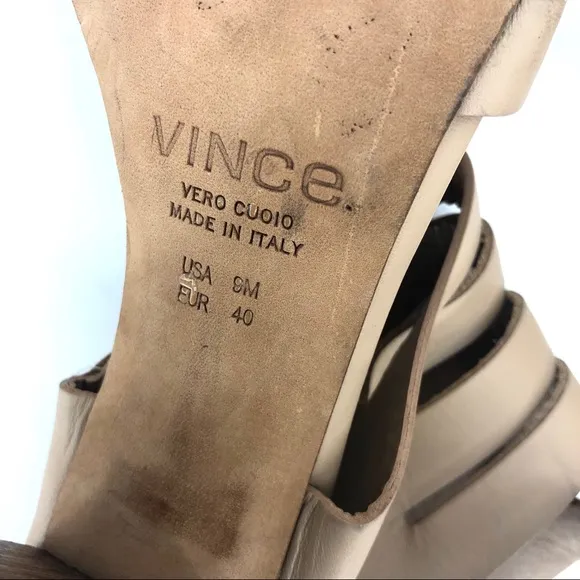 VINCe.
VERO CUOIO
MADE IN ITALY
USA 9M
EUR 40